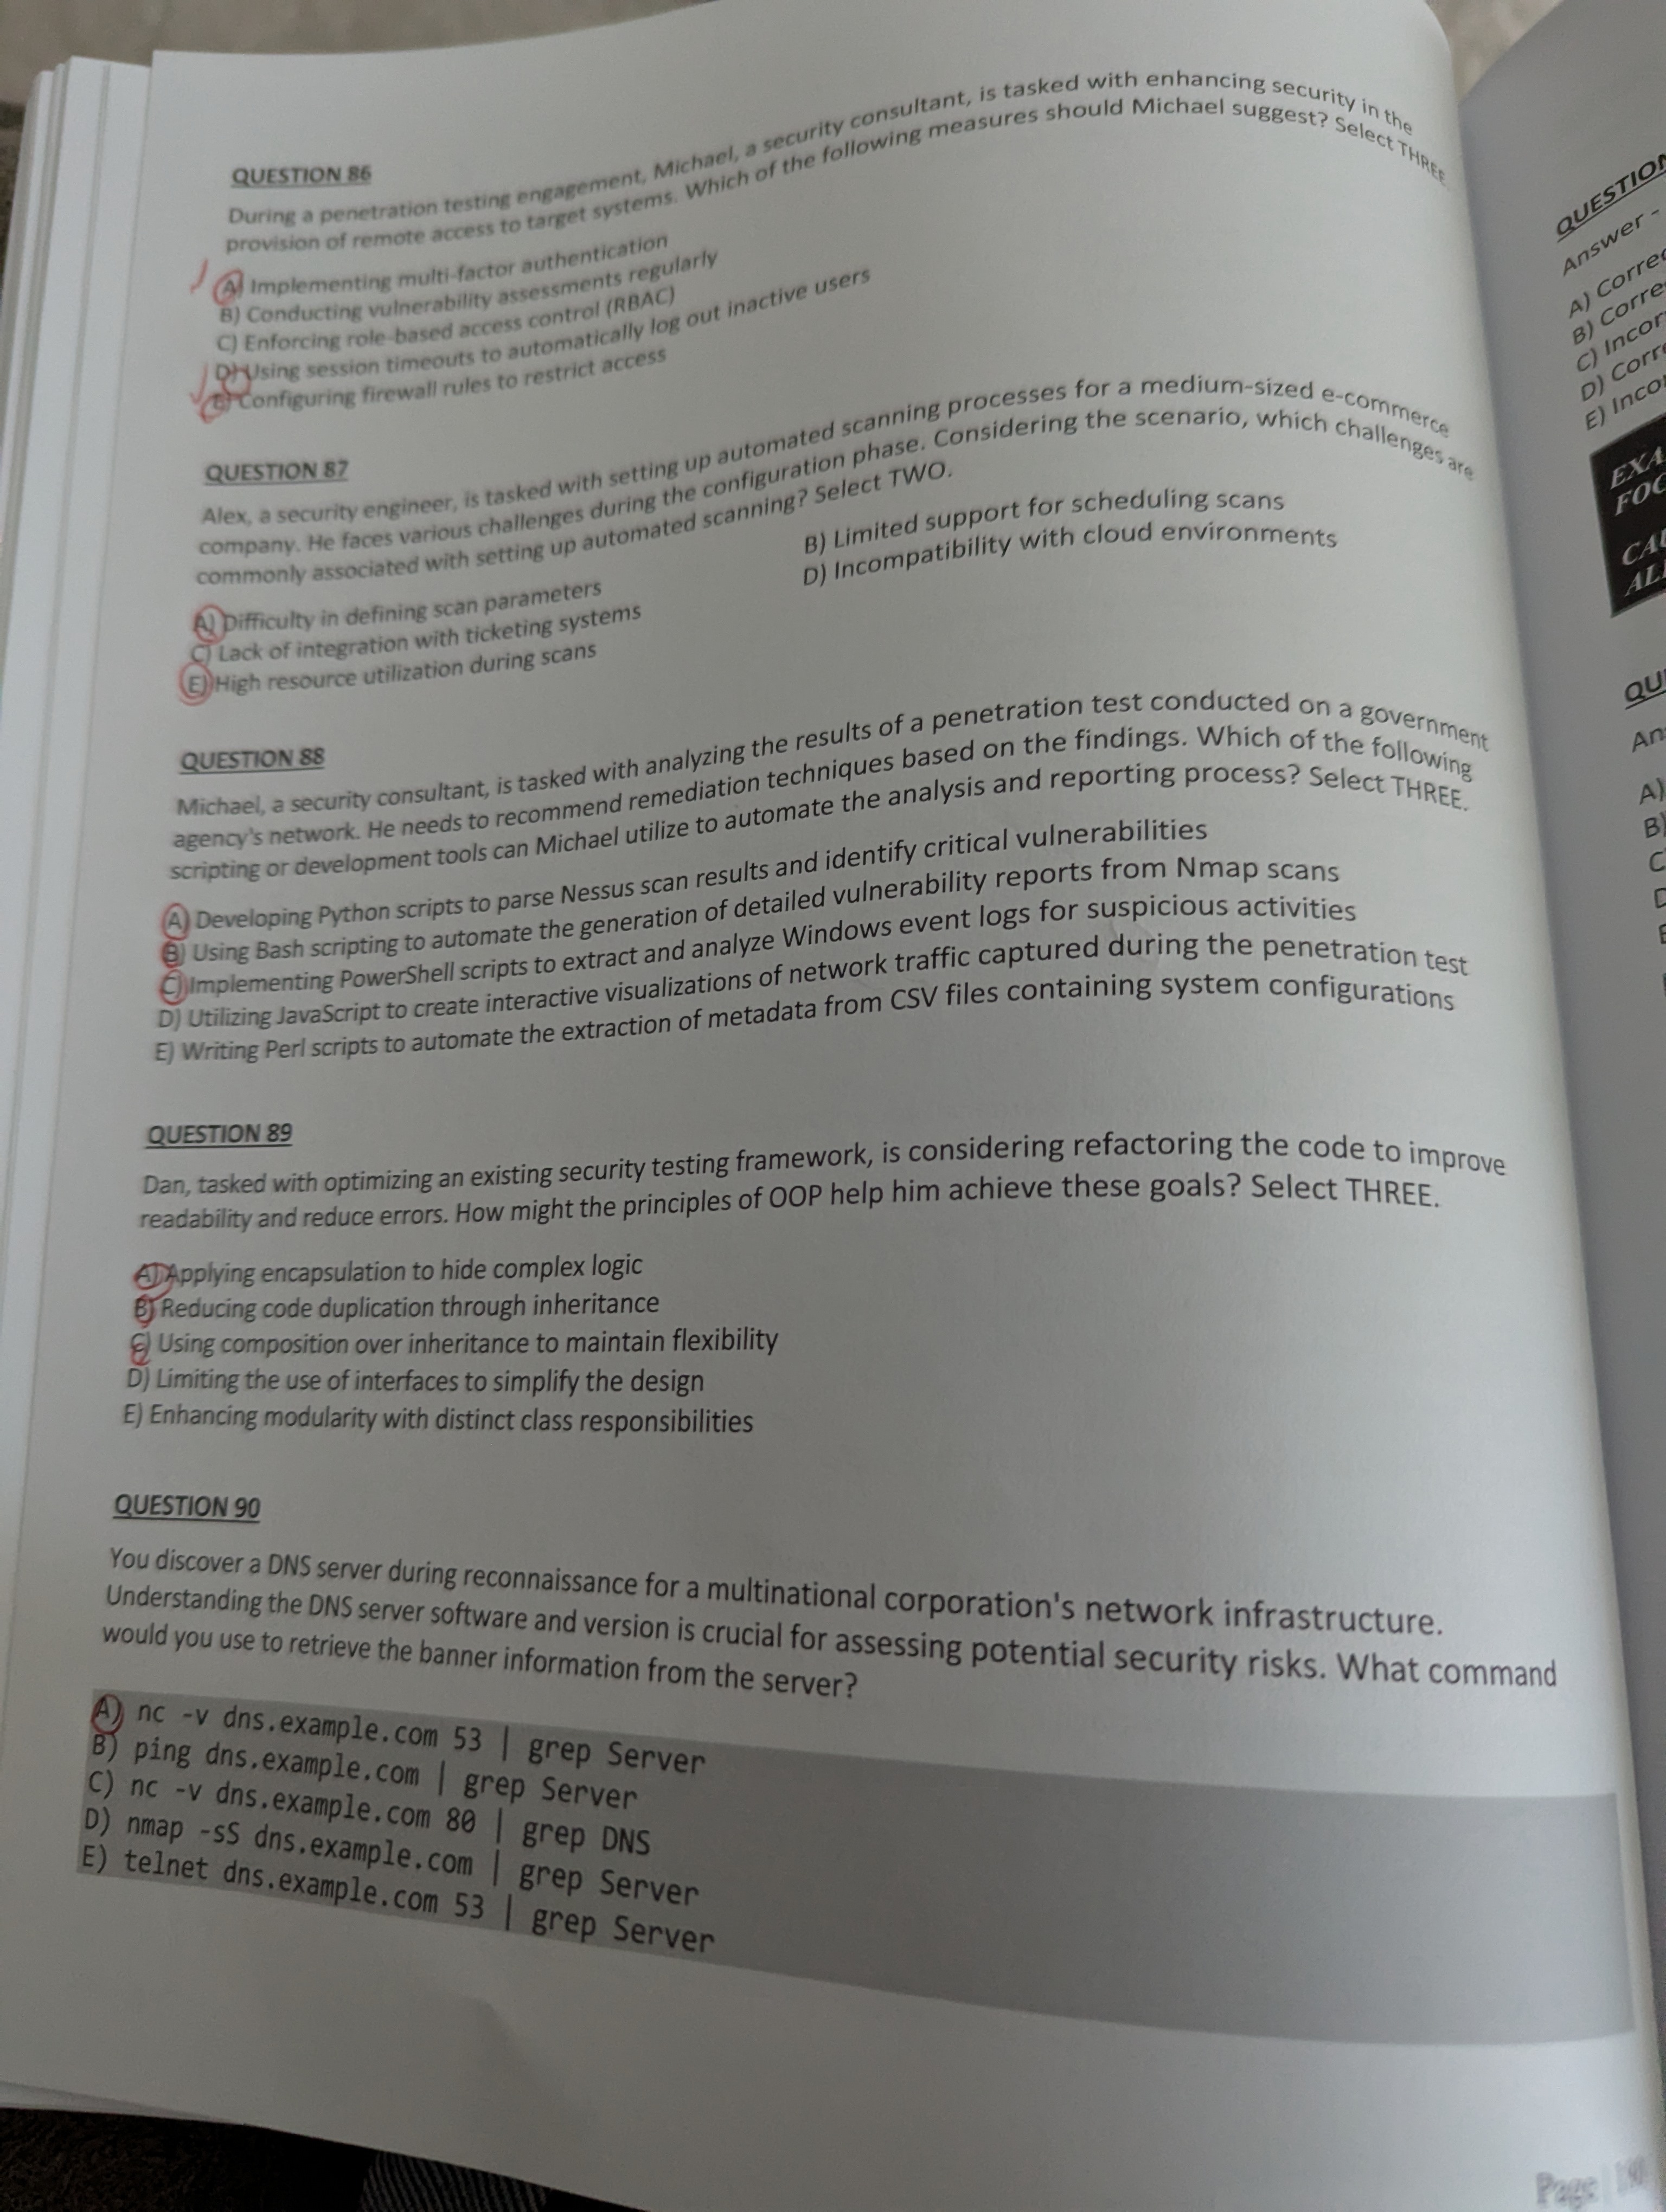 QUESTION 86
During a penetration testing engagement, Michael, a security consultant, is tasked with enhancing security in the
provision of remote access to target systems. Which of the following measures should Michael suggest? Select THREE.
A) Implementing multi-factor authentication
B) Conducting vulnerability assessments regularly
C) Enforcing role-based access control (RBAC)
D) Using session timeouts to automatically log out inactive users
E) Configuring firewall rules to restrict access
QUESTION 87
Alex, a security engineer, is tasked with setting up automated scanning processes for a medium-sized e-commerce
company. He faces various challenges during the configuration phase. Considering the scenario, which challenges are
commonly associated with setting up automated scanning? Select TWO.
A) Difficulty in defining scan parameters
B) Limited support for scheduling scans
C) Lack of integration with ticketing systems
D) Incompatibility with cloud environments
E) High resource utilization during scans
QUESTION 88
Michael, a security consultant, is tasked with analyzing the results of a penetration test conducted on a government
agency's network. He needs to recommend remediation techniques based on the findings. Which of the following
scripting or development tools can Michael utilize to automate the analysis and reporting process? Select THREE.
A) Developing Python scripts to parse Nessus scan results and identify critical vulnerabilities
B) Using Bash scripting to automate the generation of detailed vulnerability reports from Nmap scans
C) Implementing PowerShell scripts to extract and analyze Windows event logs for suspicious activities
D) Utilizing JavaScript to create interactive visualizations of network traffic captured during the penetration test
E) Writing Perl scripts to automate the extraction of metadata from CSV files containing system configurations
QUESTION 89
Dan, tasked with optimizing an existing security testing framework, is considering refactoring the code to improve
readability and reduce errors. How might the principles of OOP help him achieve these goals? Select THREE.
A) Applying encapsulation to hide complex logic
B) Reducing code duplication through inheritance
C) Using composition over inheritance to maintain flexibility
D) Limiting the use of interfaces to simplify the design
E) Enhancing modularity with distinct class responsibilities
QUESTION 90
You discover a DNS server during reconnaissance for a multinational corporation's network infrastructure.
Understanding the DNS server software and version is crucial for assessing potential security risks. What command
would you use to retrieve the banner information from the server?
A) nc -v dns.example.com 53 | grep Server
B) ping dns.example.com | grep Server
C) nc -v dns.example.com 80 | grep DNS
D) nmap -sS dns.example.com | grep Server
E) telnet dns.example.com 53 | grep Server
Page |
QUESTION
Answer -
A)
B)
C)
D)
E)
A)
B)